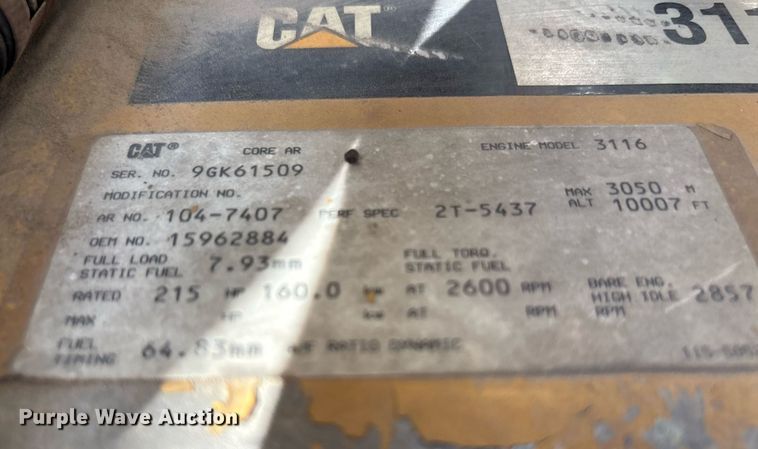 CAT 311
CAT® CORE AR ENGINE MODEL 3116
SER. NO. 9GK61509
MODIFICATION NO. MAX 3050 M
AR NO. 104-7407 PERF SPEC 2T-5437 ALT 10007 FT
OEM NO. 15962884
FULL LOAD STATIC FUEL 7.93mm FULL TORQ. STATIC FUEL
RATED 215 HP 160.0 kw AT 2600 RPM BARE ENG. HIGH IDLE RPM 2857
MAX HP kw AT RPM
FUEL TIMING 64.83mm A/F RATIO DYNAMIC
Purple Wave Auction